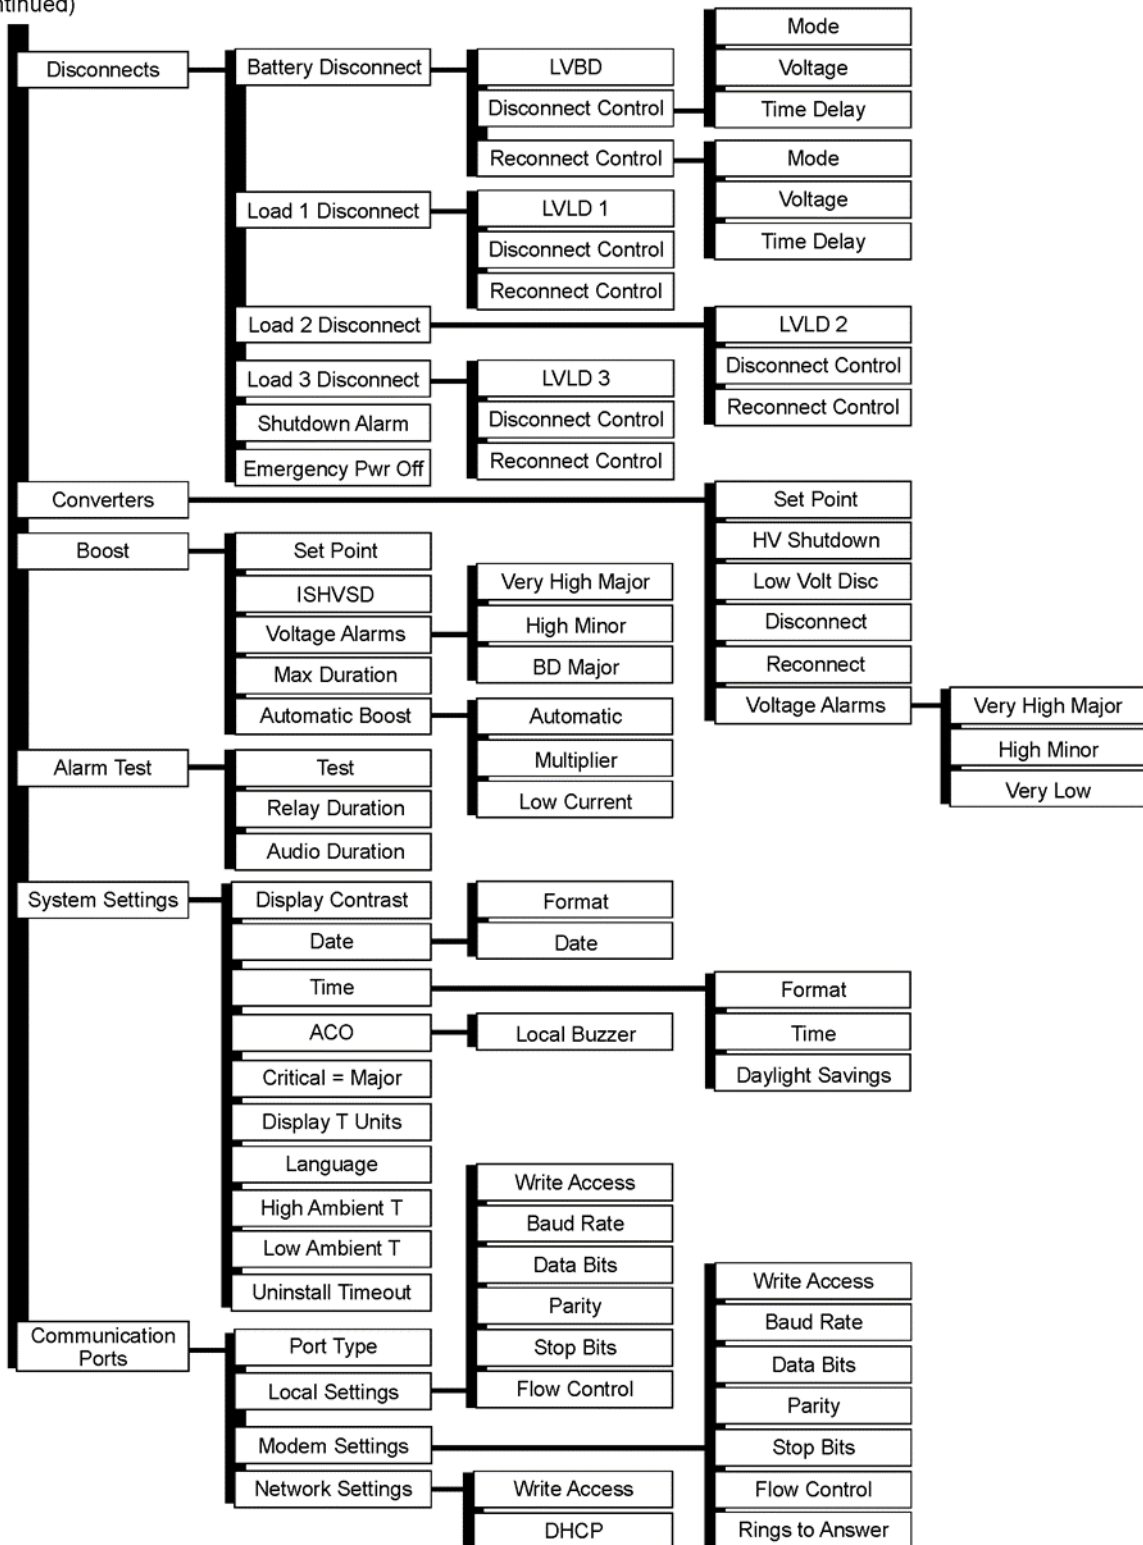 ntinued)
Disconnects
Battery Disconnect
LVBD
Disconnect Control
Mode
Voltage
Time Delay
Reconnect Control
Mode
Voltage
Time Delay
Load 1 Disconnect
LVLD 1
Disconnect Control
Reconnect Control
Load 2 Disconnect
LVLD 2
Disconnect Control
Reconnect Control
Load 3 Disconnect
LVLD 3
Disconnect Control
Reconnect Control
Shutdown Alarm
Emergency Pwr Off
Converters
Set Point
HV Shutdown
Low Volt Disc
Disconnect
Reconnect
Voltage Alarms
Very High Major
High Minor
Very Low
Boost
Set Point
ISHVSD
Voltage Alarms
Very High Major
High Minor
BD Major
Max Duration
Automatic Boost
Automatic
Multiplier
Low Current
Alarm Test
Test
Relay Duration
Audio Duration
System Settings
Display Contrast
Date
Format
Date
Time
Format
Time
Daylight Savings
ACO
Local Buzzer
Critical = Major
Display T Units
Language
High Ambient T
Low Ambient T
Uninstall Timeout
Communication
Ports
Port Type
Local Settings
Write Access
Baud Rate
Data Bits
Parity
Stop Bits
Flow Control
Modem Settings
Write Access
Baud Rate
Data Bits
Parity
Stop Bits
Flow Control
Rings to Answer
Network Settings
Write Access
DHCP